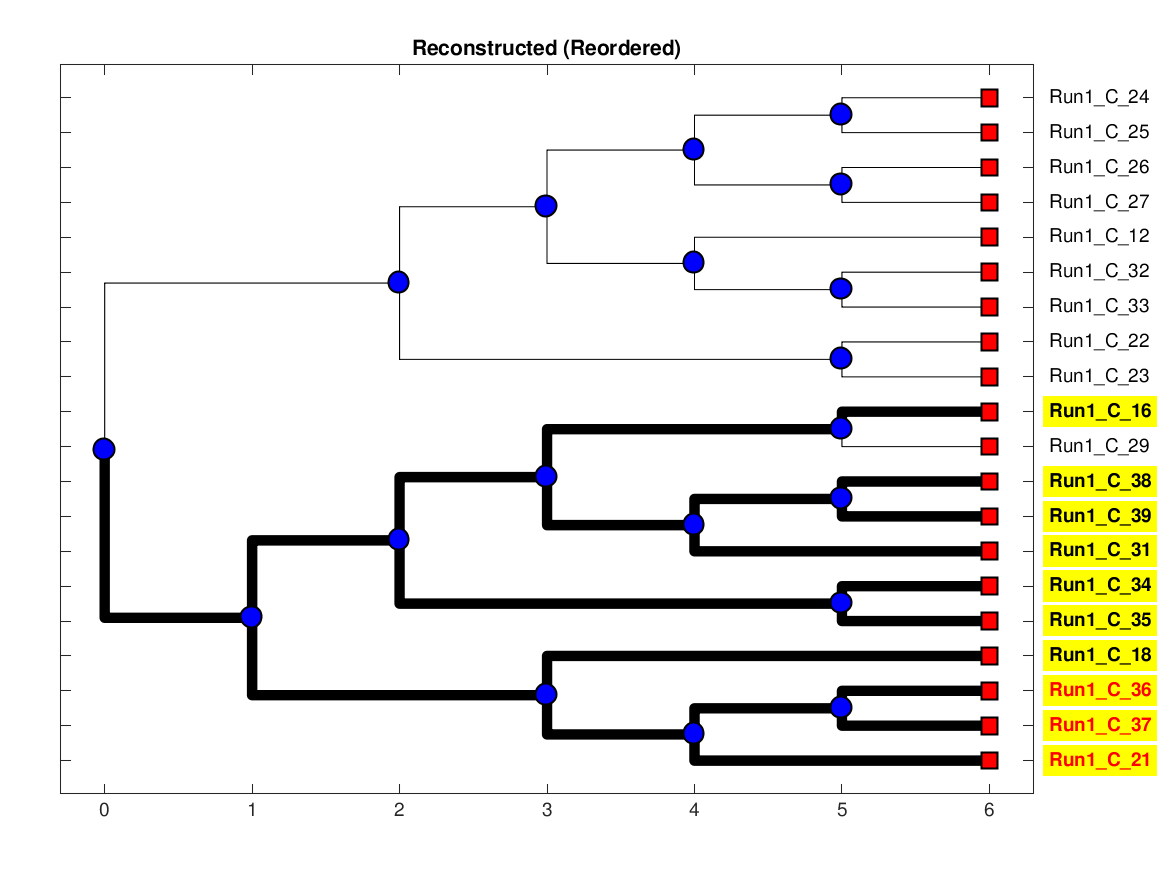 Reconstructed (Reordered)
Run1_C_24
Run1_C_25
Run1_C_26
Run1_C_27
Run1_C_12
Run1_C_32
Run1_C_33
Run1_C_22
Run1_C_23
Run1_C_16
Run1_C_29
Run1_C_38
Run1_C_39
Run1_C_31
Run1_C_34
Run1_C_35
Run1_C_18
Run1_C_36
Run1_C_37
Run1_C_21
0 1 2 3 4 5 6